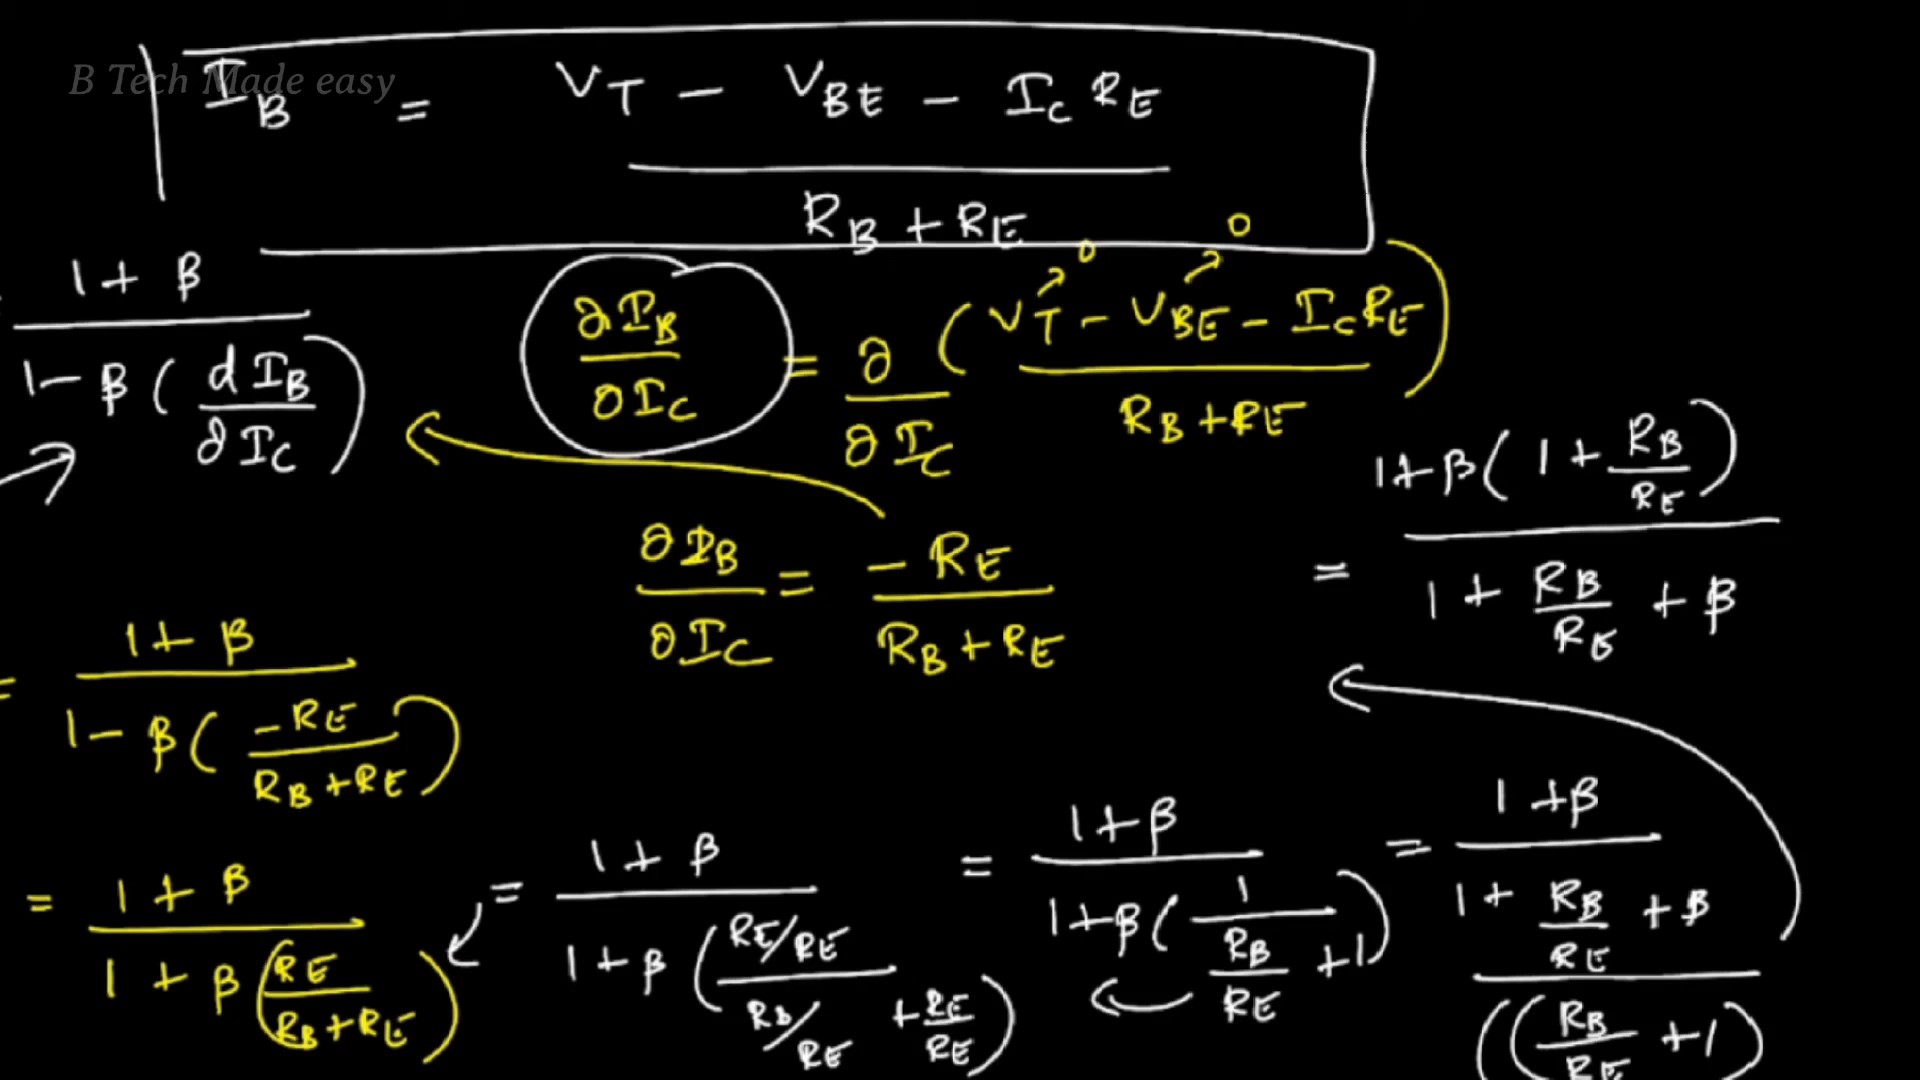 B Tech Made easy
I_B = V_T - V_BE - I_C R_E
R_B + R_E
0 0
1 + β
1 - β ( dI_B
∂I_C )
∂I_B
∂I_C
= ∂
∂I_C
( V_T - V_BE - I_C R_E
R_B + R_E )
∂I_B
∂I_C
= - R_E
R_B + R_E
= 1 + β
1 - β ( - R_E
R_B + R_E )
= 1 + β
1 + β ( R_E
R_B + R_E )
= 1 + β
1 + β ( R_E/R_E
R_B/R_E + R_E/R_E )
= 1 + β
1 + β ( 1
R_B/R_E + 1 )
= 1 + β
1 + R_B/R_E + β
( ( R_B/R_E + 1 )
= 1 + β ( 1 + R_B/R_E )
1 + R_B/R_E + β